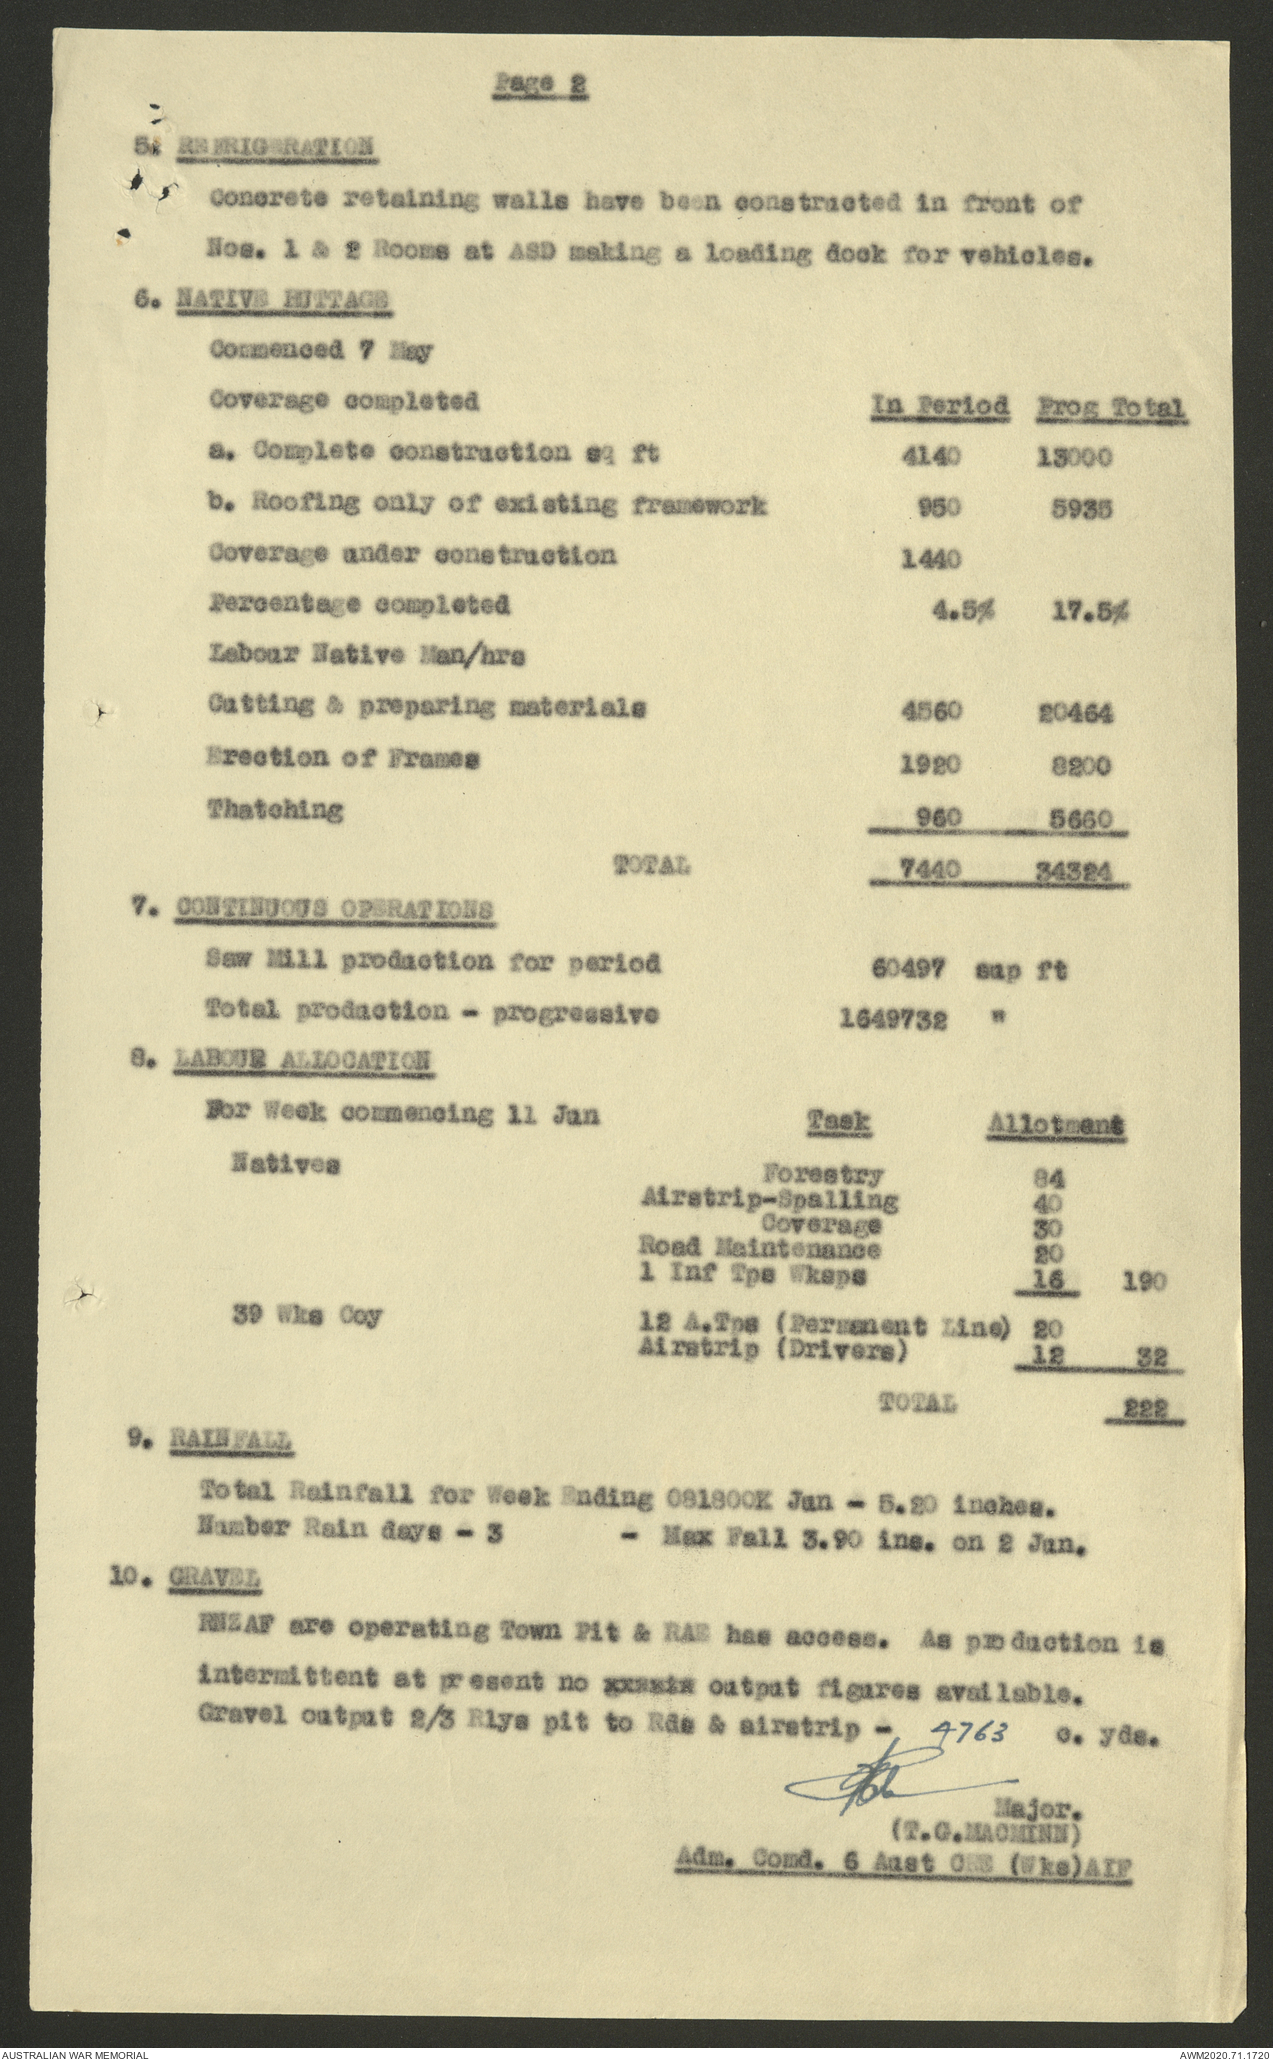 Page 2
5. REFRIGERATION
Concrete retaining walls have been constructed in front of
Nos. 1 & 2 Rooms at ASD making a loading dock for vehicles.
6. NATIVE HUTTAGE
Commenced 7 May
Coverage completed In Period Prog Total
a. Complete construction sq ft 4140 13000
b. Roofing only of existing framework 950 5935
Coverage under construction 1440
Percentage completed 4.5% 17.5%
Labour Native Man/hrs
Cutting & preparing materials 4560 20464
Erection of Frames 1920 8200
Thatching 960 5660
TOTAL 7440 34324
7. CONTINUOUS OPERATIONS
Saw Mill production for period 60497 sup ft
Total production - progressive 1649732 "
8. LABOUR ALLOCATION
For Week commencing 11 Jun Task Allotment
Natives Forestry 84
Airstrip-Spalling 40
Coverage 30
Road Maintenance 20
1 Inf Tps Wksps 16 190
39 Wks Coy 12 A.Tps (Permanent Line) 20
Airstrip (Drivers) 12 32
TOTAL 222
9. RAINFALL
Total Rainfall for Week Ending 081800K Jun - 5.20 inches.
Number Rain days - 3 - Max Fall 3.90 ins. on 2 Jun.
10. GRAVEL
RNZAF are operating Town Pit & RAE has access. As production is
intermittent at present no output figures available.
Gravel output 2/3 Rlys pit to Rds & airstrip - 4763 c. yds.
Major.
(T.G.MACMINN)
Adm. Comd. 6 Aust CRE (Wks)AIF
AUSTRALIAN WAR MEMORIAL AWM2020.71.1720